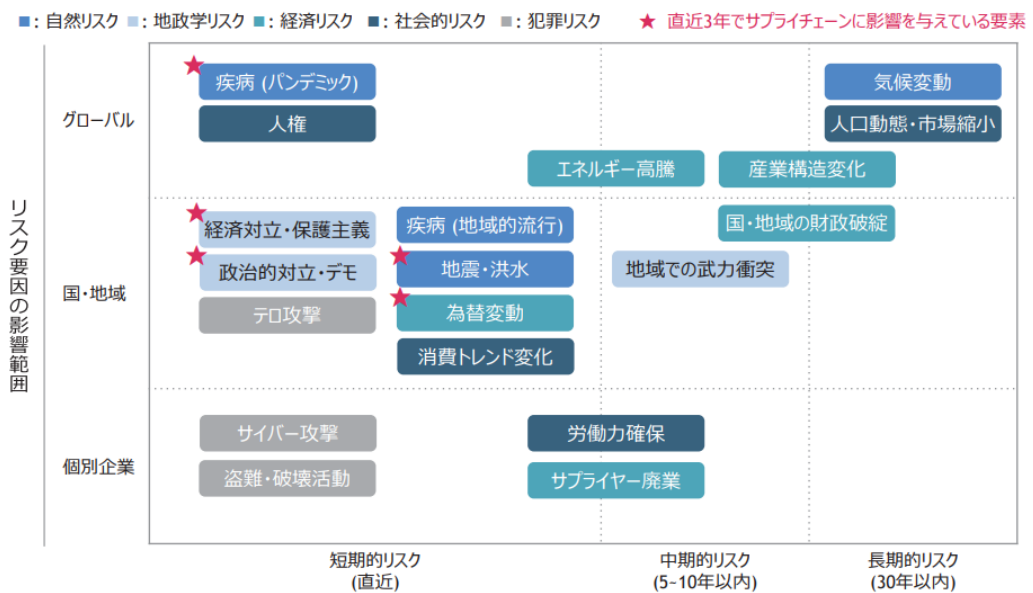 ■: 自然リスク ■: 地政学リスク ■: 経済リスク ■: 社会的リスク ■: 犯罪リスク ★ 直近3年でサプライチェーンに影響を与えている要素
リスク要因の影響範囲
グローバル
疾病 (パンデミック)
気候変動
人権
人口動態・市場縮小
エネルギー高騰
産業構造変化
国・地域
経済対立・保護主義
疾病 (地域的流行)
国・地域の財政破綻
政治的対立・デモ
地震・洪水
地域での武力衝突
テロ攻撃
為替変動
消費トレンド変化
個別企業
サイバー攻撃
労働力確保
盗難・破壊活動
サプライヤー廃業
短期的リスク
(直近)
中期的リスク
(5-10年以内)
長期的リスク
(30年以内)